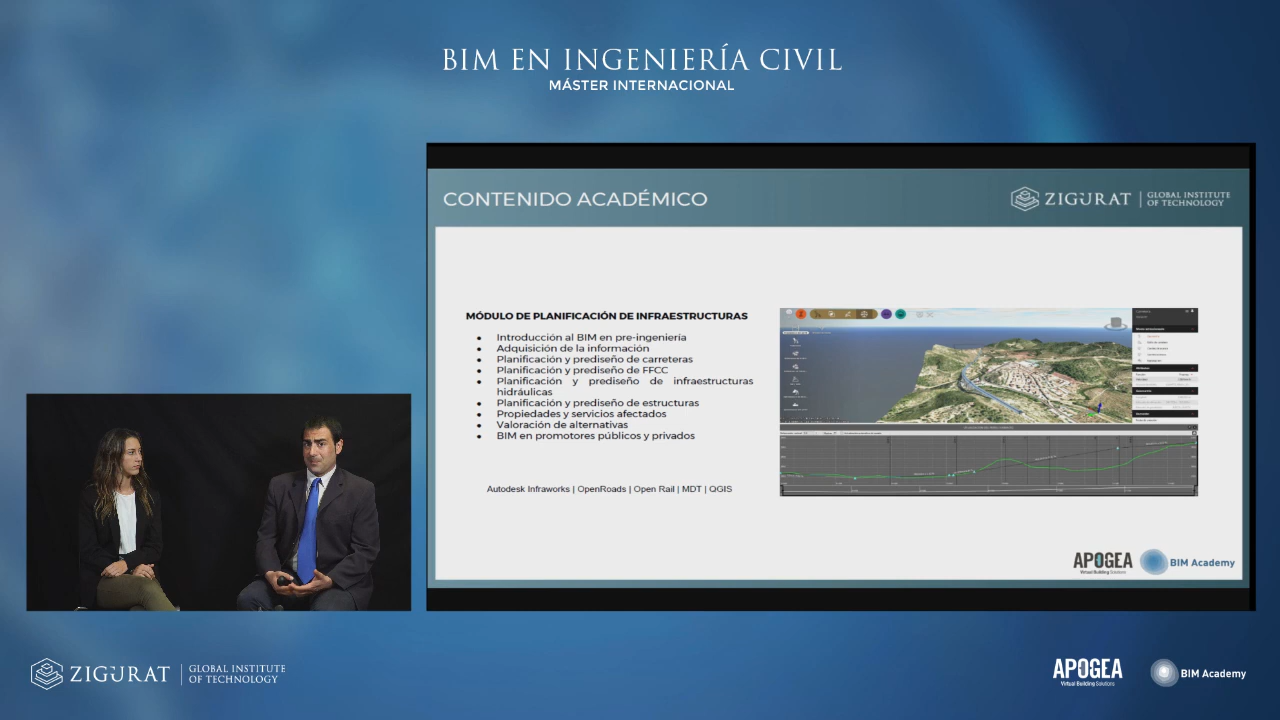 BIM EN INGENIERÍA CIVIL
MÁSTER INTERNACIONAL
CONTENIDO ACADÉMICO
ZIGURAT
GLOBAL INSTITUTE
OF TECHNOLOGY
MÓDULO DE PLANIFICACIÓN DE INFRAESTRUCTURAS
• Introducción al BIM en pre-ingeniería
• Adquisición de la información
• Planificación y prediseño de carreteras
• Planificación y prediseño de FFCC
• Planificación y prediseño de infraestructuras
hidráulicas
• Planificación y prediseño de estructuras
• Propiedades y servicios afectados
• Valoración de alternativas
• BIM en promotores públicos y privados
Autodesk Infraworks | OpenRoads | Open Rail | MDT | QGIS
APOGEA
Virtual Building Solutions
BIM Academy
ZIGURAT
GLOBAL INSTITUTE
OF TECHNOLOGY
APOGEA
Virtual Building Solutions
BIM Academy